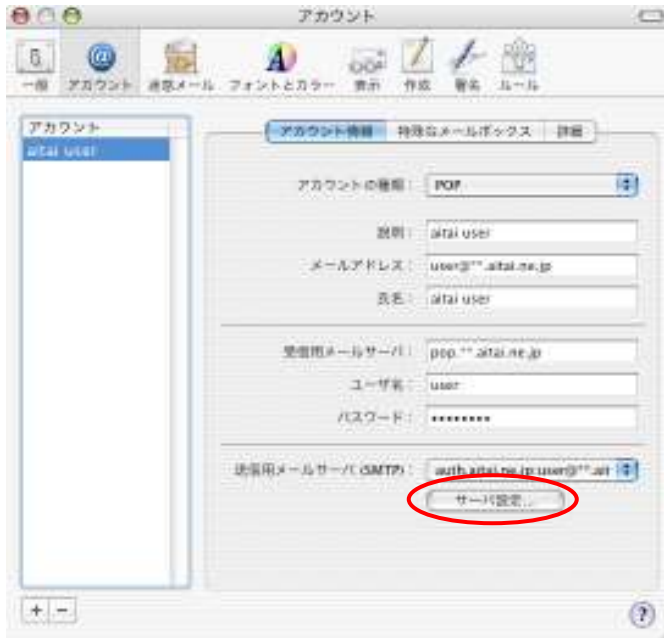 アカウント
一般 アカウント 迷惑メール フォントとカラー 表示 作成 署名 ルール
アカウント
aitai user
アカウント情報 特殊なメールボックス 詳細
アカウントの種類： POP
説明： aitai user
メールアドレス： user@**.aitai.ne.jp
氏名： aitai user
受信用メールサーバ： pop.**.aitai.ne.jp
ユーザ名： user
パスワード： ••••••••
送信用メールサーバ (SMTP)： auth.aitai.ne.jp:user@**.ait
サーバ設定...